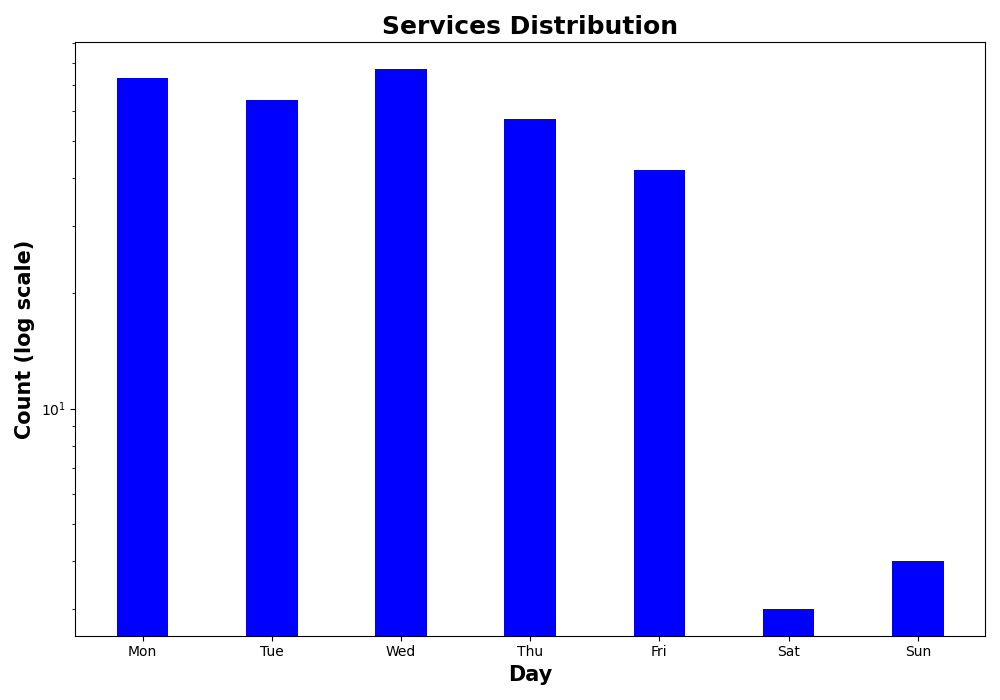 Services Distribution
Count (log scale)
10¹
Mon Tue Wed Thu Fri Sat Sun
Day